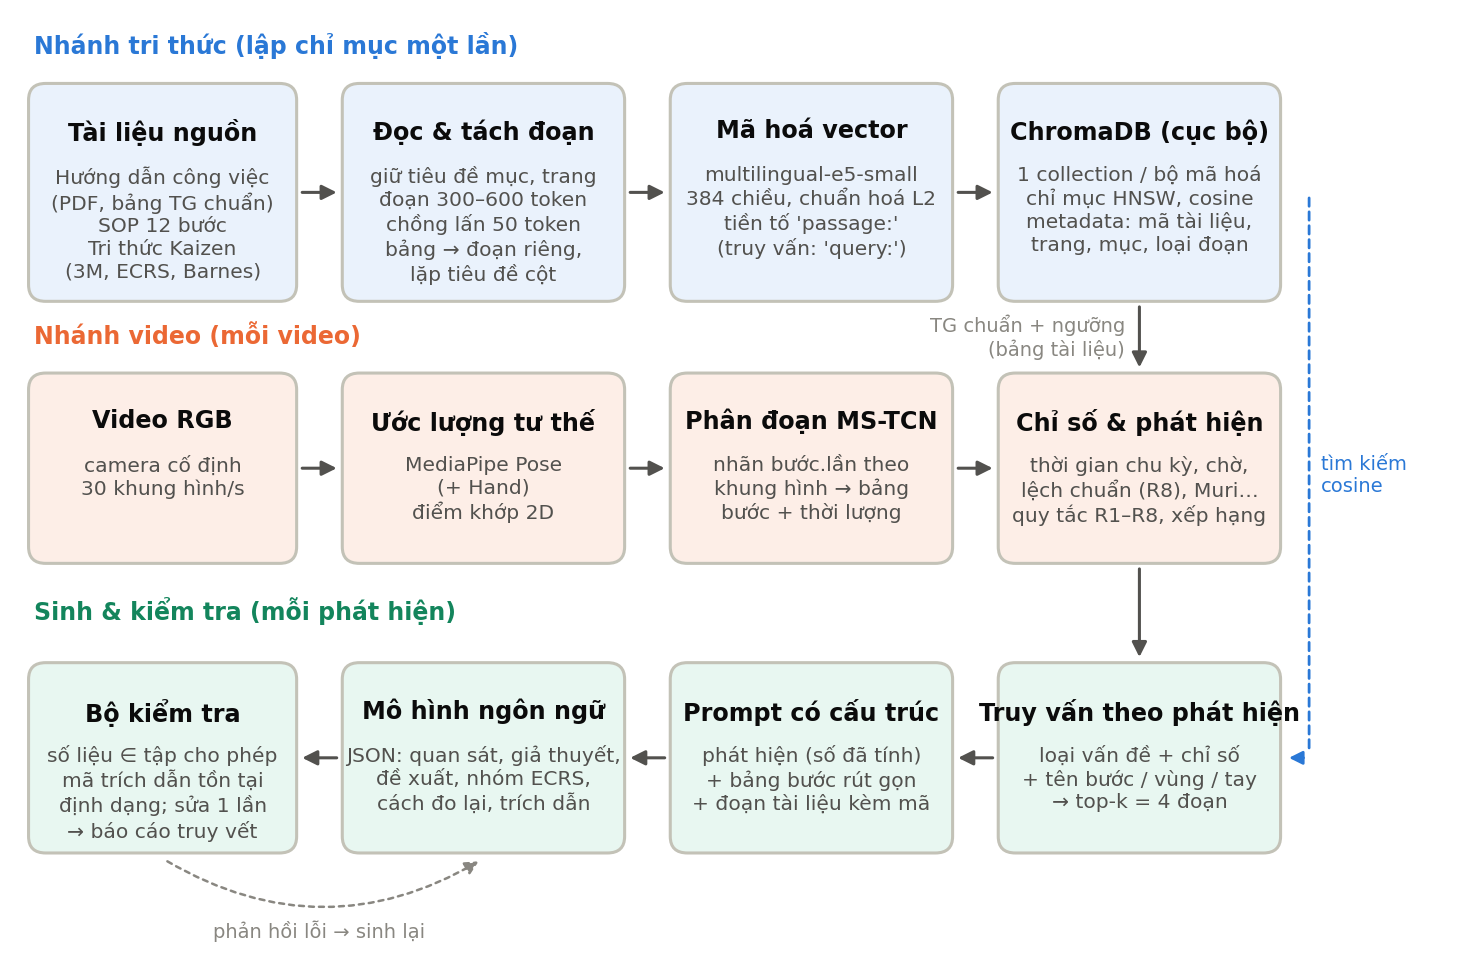 Nhánh tri thức (lập chỉ mục một lần)
Tài liệu nguồn
Hướng dẫn công việc
(PDF, bảng TG chuẩn)
SOP 12 bước
Tri thức Kaizen
(3M, ECRS, Barnes)
Đọc & tách đoạn
giữ tiêu đề mục, trang
đoạn 300–600 token
chồng lấn 50 token
bảng → đoạn riêng,
lặp tiêu đề cột
Mã hoá vector
multilingual-e5-small
384 chiều, chuẩn hoá L2
tiền tố 'passage:'
(truy vấn: 'query:')
ChromaDB (cục bộ)
1 collection / bộ mã hoá
chỉ mục HNSW, cosine
metadata: mã tài liệu,
trang, mục, loại đoạn
TG chuẩn + ngưỡng
(bảng tài liệu)
Nhánh video (mỗi video)
Video RGB
camera cố định
30 khung hình/s
Ước lượng tư thế
MediaPipe Pose
(+ Hand)
điểm khớp 2D
Phân đoạn MS-TCN
nhãn bước.lần theo
khung hình → bảng
bước + thời lượng
Chỉ số & phát hiện
thời gian chu kỳ, chờ,
lệch chuẩn (R8), Muri…
quy tắc R1–R8, xếp hạng
tìm kiếm
cosine
Sinh & kiểm tra (mỗi phát hiện)
Bộ kiểm tra
số liệu ∈ tập cho phép
mã trích dẫn tồn tại
định dạng; sửa 1 lần
→ báo cáo truy vết
Mô hình ngôn ngữ
JSON: quan sát, giả thuyết,
đề xuất, nhóm ECRS,
cách đo lại, trích dẫn
Prompt có cấu trúc
phát hiện (số đã tính)
+ bảng bước rút gọn
+ đoạn tài liệu kèm mã
Truy vấn theo phát hiện
loại vấn đề + chỉ số
+ tên bước / vùng / tay
→ top-k = 4 đoạn
phản hồi lỗi → sinh lại